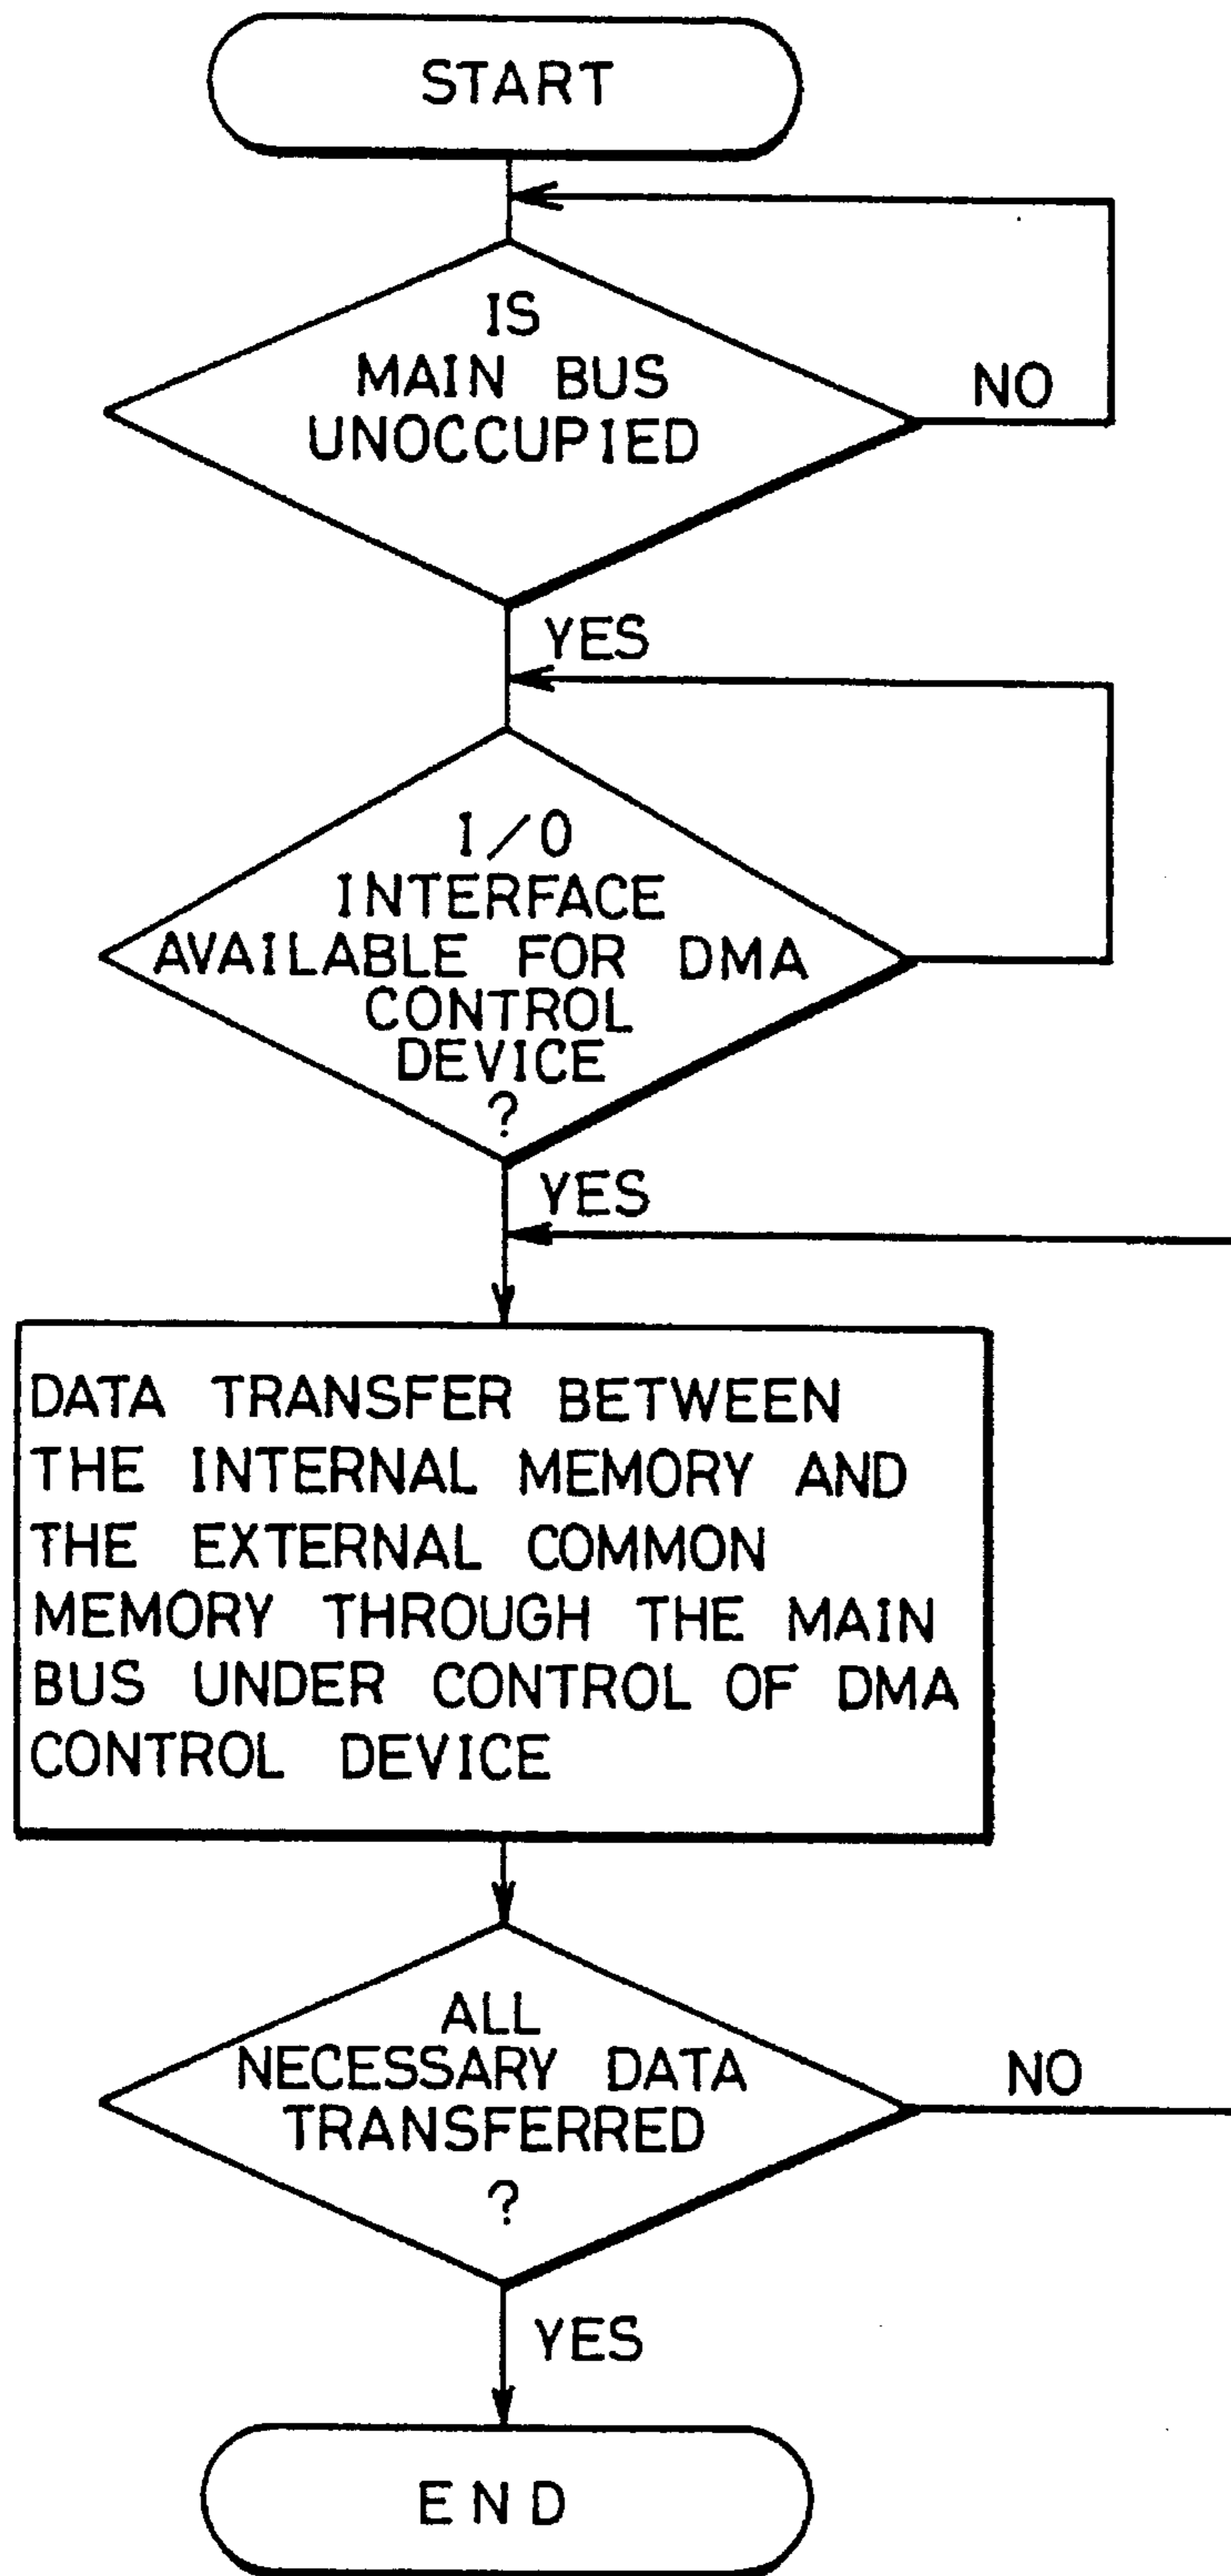 START
IS
MAIN BUS
UNOCCUPIED
NO
YES
I/O
INTERFACE
AVAILABLE FOR DMA
CONTROL
DEVICE
?
YES
DATA TRANSFER BETWEEN
THE INTERNAL MEMORY AND
THE EXTERNAL COMMON
MEMORY THROUGH THE MAIN
BUS UNDER CONTROL OF DMA
CONTROL DEVICE
ALL
NECESSARY DATA
TRANSFERRED
?
NO
YES
END